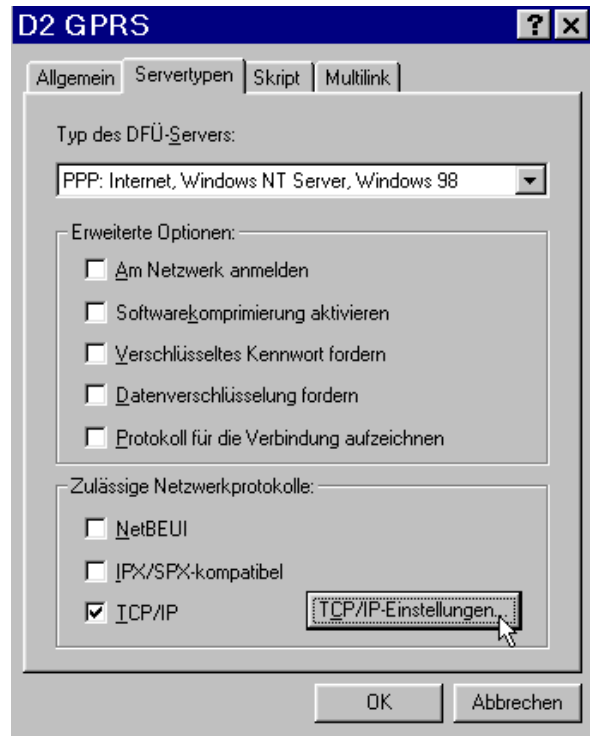 D2 GPRS
Allgemein Servertypen Skript Multilink
Typ des DFÜ-Servers:
PPP: Internet, Windows NT Server, Windows 98
Erweiterte Optionen:
Am Netzwerk anmelden
Softwarekomprimierung aktivieren
Verschlüsseltes Kennwort fordern
Datenverschlüsselung fordern
Protokoll für die Verbindung aufzeichnen
Zulässige Netzwerkprotokolle:
NetBEUI
IPX/SPX-kompatibel
TCP/IP TCP/IP-Einstellungen...
OK Abbrechen